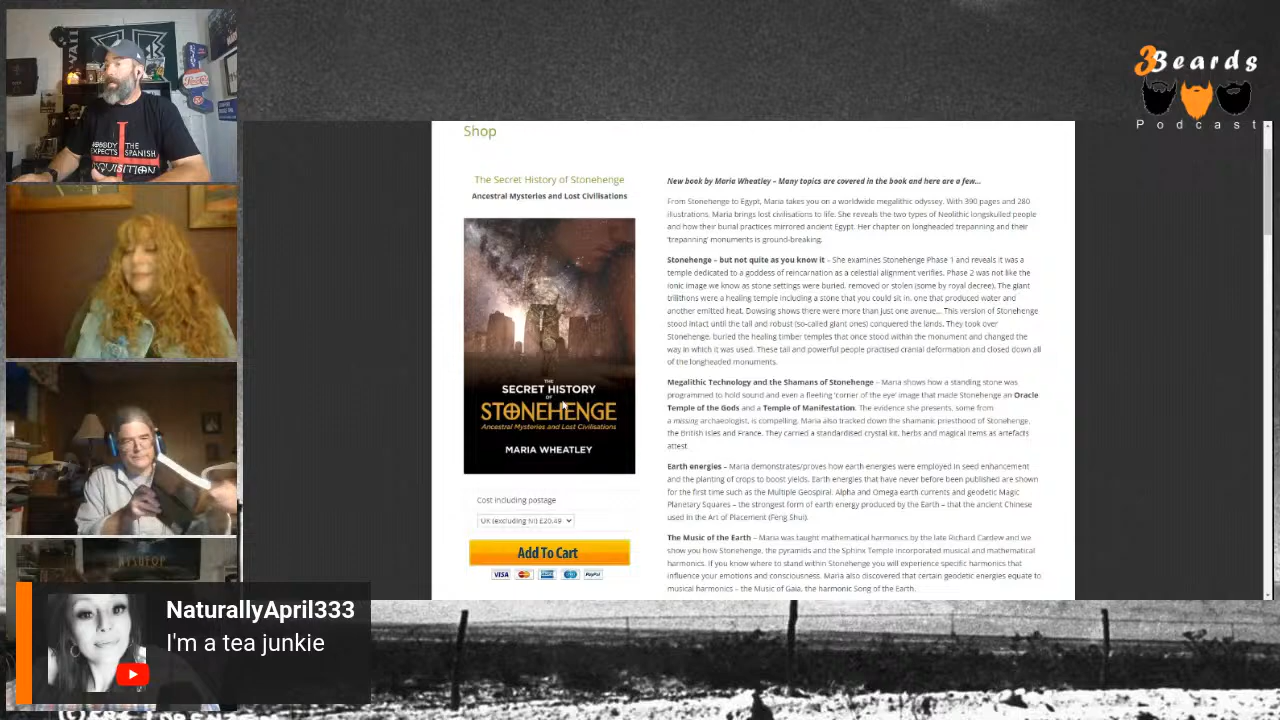 3Beards
Podcast
NOBODY THE
EXPECTS SPANISH
INQUISITION
Shop
The Secret History of Stonehenge
Ancestral Mysteries and Lost Civilisations
THE
SECRET HISTORY
OF
STONEHENGE
Ancestral Mysteries and Lost Civilisations
MARIA WHEATLEY
Cost including postage
UK (excluding NI) £20.49
Add To Cart
VISA
PayPal
New book by Maria Wheatley – Many topics are covered in the book and here are a few...
From Stonehenge to Egypt, Maria takes you on a worldwide megalithic odyssey. With 390 pages and 280
illustrations. Maria brings lost civilisations to life. She reveals the two types of Neolithic longskulled people
and how their burial practices mirrored ancient Egypt. Her chapter on longheaded trepanning and their
'trepanning' monuments is ground-breaking.
Stonehenge – but not quite as you know it – She examines Stonehenge Phase 1 and reveals it was a
temple dedicated to a goddess of reincarnation as a celestial alignment verifies. Phase 2 was not like the
ionic image we know as stone settings were buried, removed or stolen (some by royal decree). The giant
trilithons were a healing temple including a stone that you could sit in, one that produced water and
another emitted heat. Dowsing shows there were more than just one avenue... This version of Stonehenge
stood intact until the tall and robust (so-called giant ones) conquered the lands. They took over
Stonehenge, buried the healing timber temples that once stood within the monument and changed the
way in which it was used. These tall and powerful people practised cranial deformation and closed down all
of the longheaded monuments.
Megalithic Technology and the Shamans of Stonehenge – Maria shows how a standing stone was
programmed to hold sound and even a fleeting 'corner of the eye' image that made Stonehenge an Oracle
Temple of the Gods and a Temple of Manifestation. The evidence she presents, some from
a missing archaeologist, is compelling. Maria also tracked down the shamanic priesthood of Stonehenge,
the British Isles and France. They carried a standardised crystal kit, herbs and magical items as artefacts
attest.
Earth energies – Maria demonstrates/proves how earth energies were employed in seed enhancement
and the planting of crops to boost yields. Earth energies that have never before been published are shown
for the first time such as the Multiple Geospiral, Alpha and Omega earth currents and geodetic Magic
Planetary Squares – the strongest form of earth energy produced by the Earth – that the ancient Chinese
used in the Art of Placement (Feng Shui).
The Music of the Earth – Maria was taught mathematical harmonics by the late Richard Cardew and we
show you how Stonehenge, the pyramids and the Sphinx Temple incorporated musical and mathematical
harmonics. If you know where to stand within Stonehenge you will experience specific harmonics that
influence your emotions and consciousness. Maria also discovered that certain geodetic energies equate to
musical harmonics – the Music of Gaia, the harmonic Song of the Earth.
NaturallyApril333
I'm a tea junkie